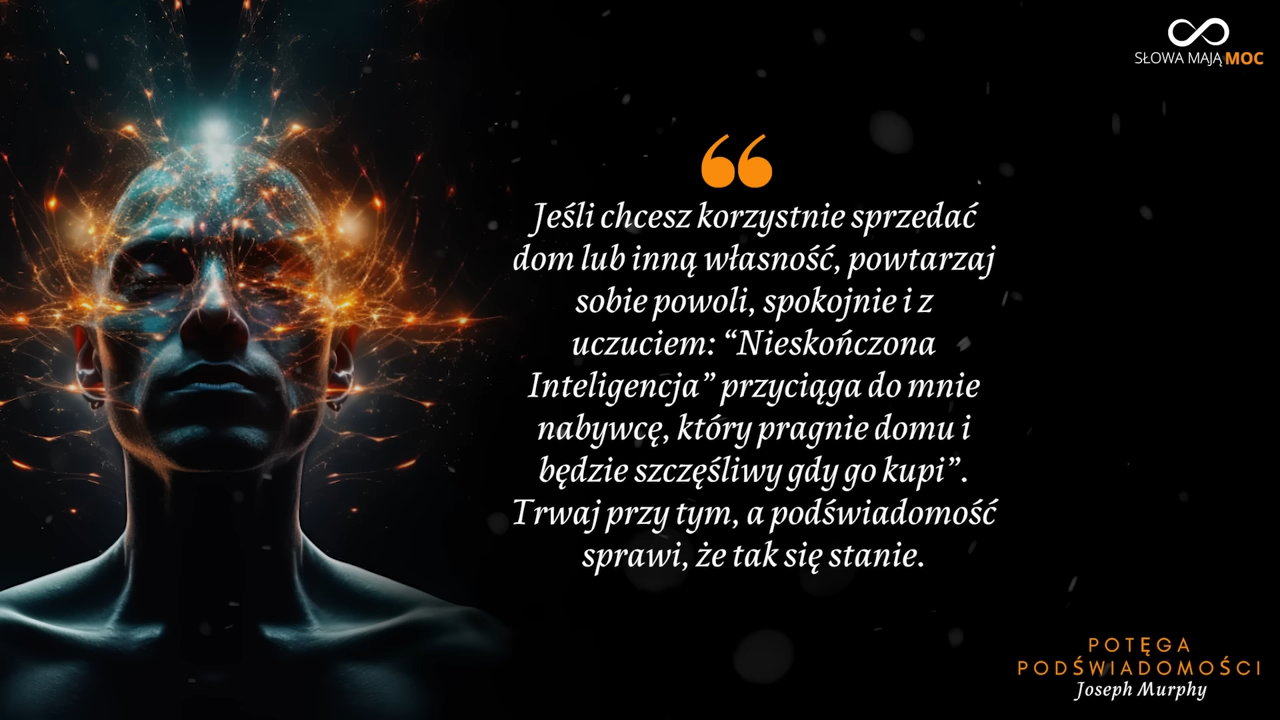 SŁOWA MAJĄ MOC
Jeśli chcesz korzystnie sprzedać
dom lub inną własność, powtarzaj
sobie powoli, spokojnie i z
uczuciem: “Nieskończona
Inteligencja” przyciąga do mnie
nabywcę, który pragnie domu i
będzie szczęśliwy gdy go kupi”.
Trwaj przy tym, a podświadomość
sprawi, że tak się stanie.
POTĘGA
PODŚWIADOMOŚCI
Joseph Murphy